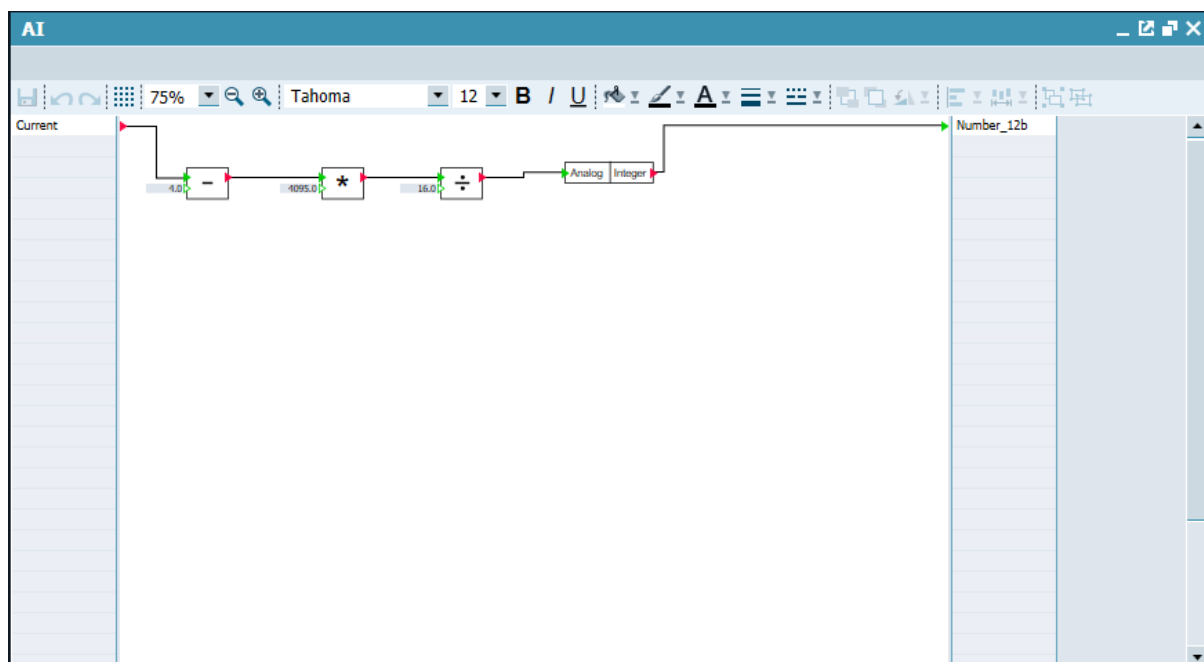 AI
75% Tahoma 12 B I U A
Current
Number_12b
4.0 −
4095.0 *
16.0 ÷
Analog Integer